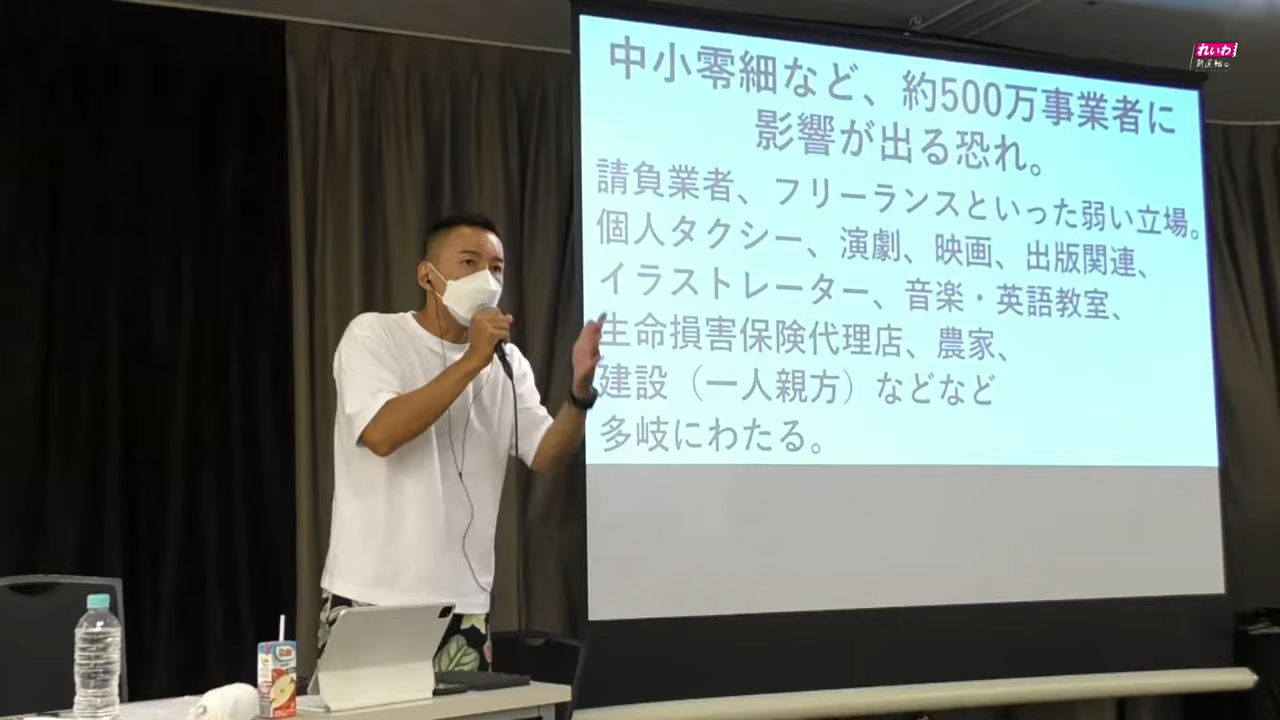 れいわ
新選組
中小零細など、約500万事業者に
影響が出る恐れ。
請負業者、フリーランスといった弱い立場。
個人タクシー、演劇、映画、出版関連、
イラストレーター、音楽・英語教室、
生命損害保険代理店、農家、
建設（一人親方）などなど
多岐にわたる。
Dole